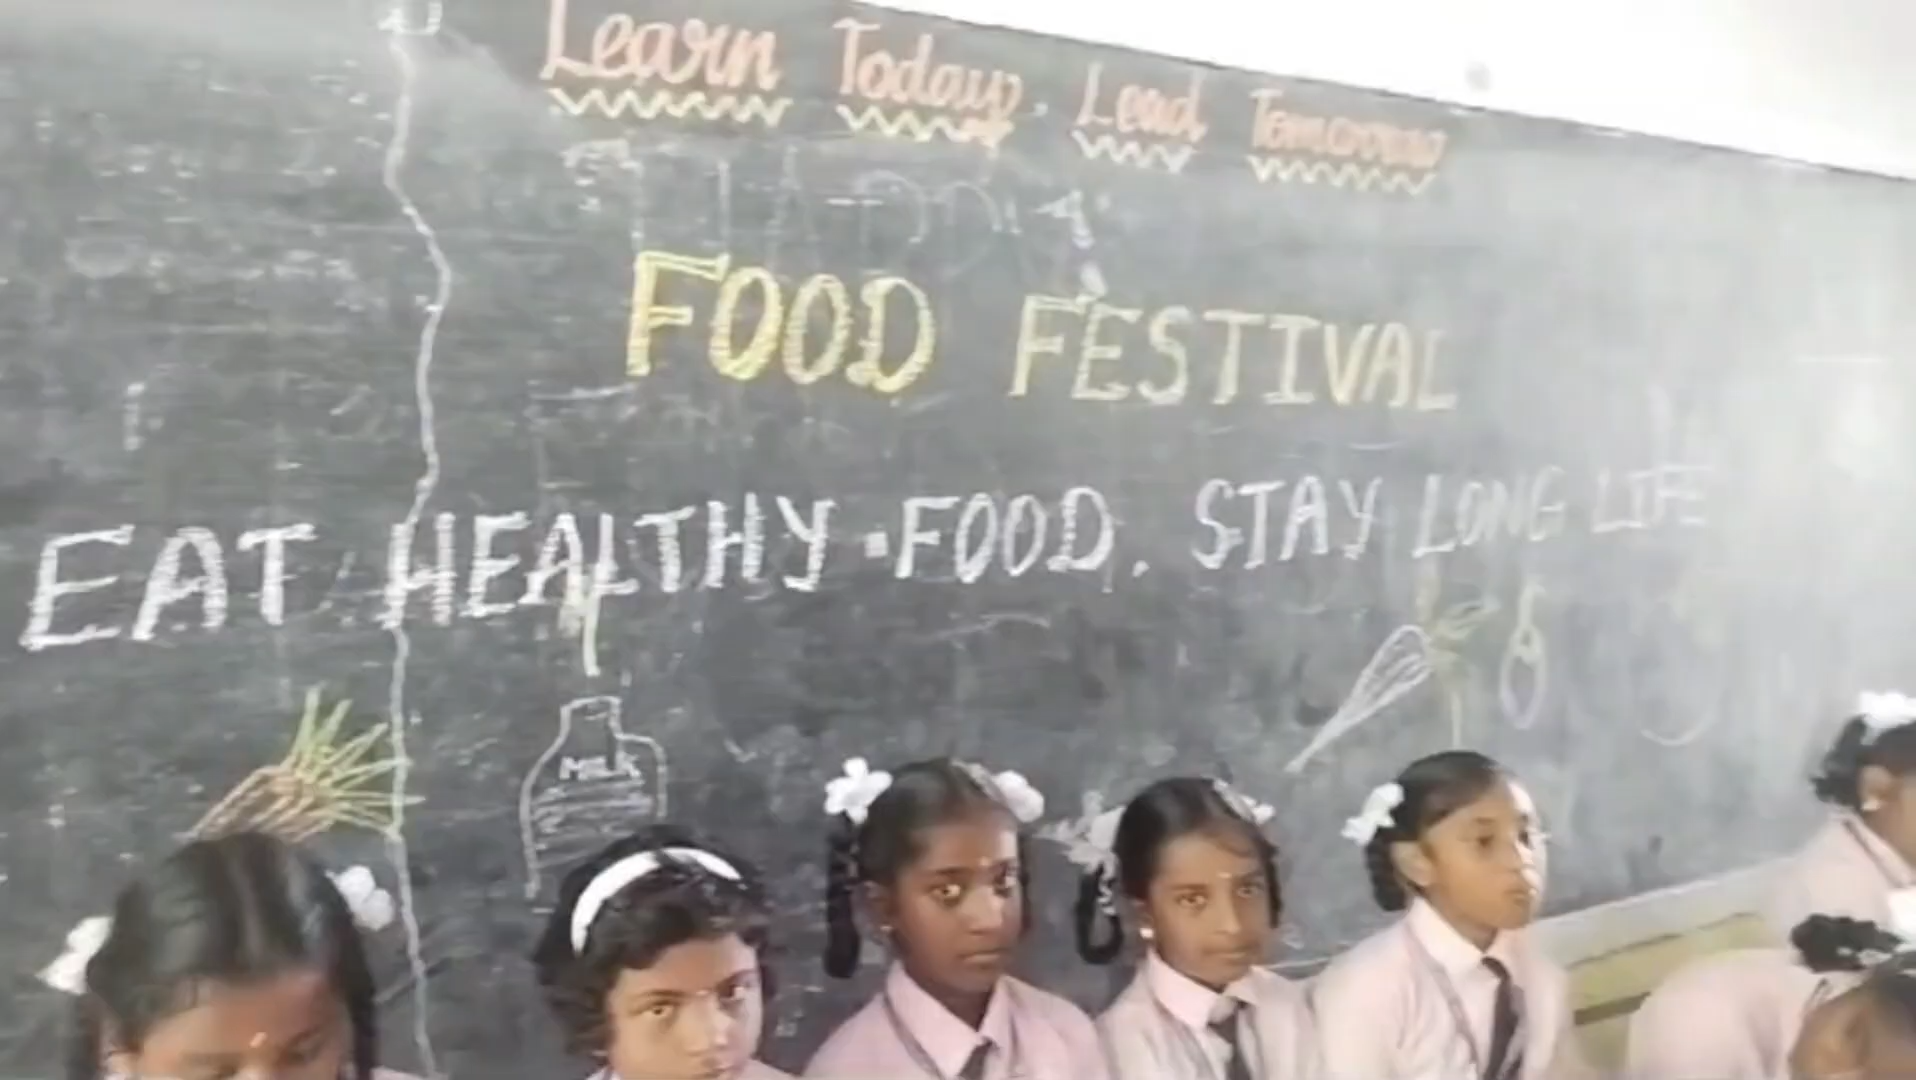 Learn Today, Lead Tomorrow
FOOD FESTIVAL
EAT HEALTHY FOOD, STAY LONG LIFE
MILK